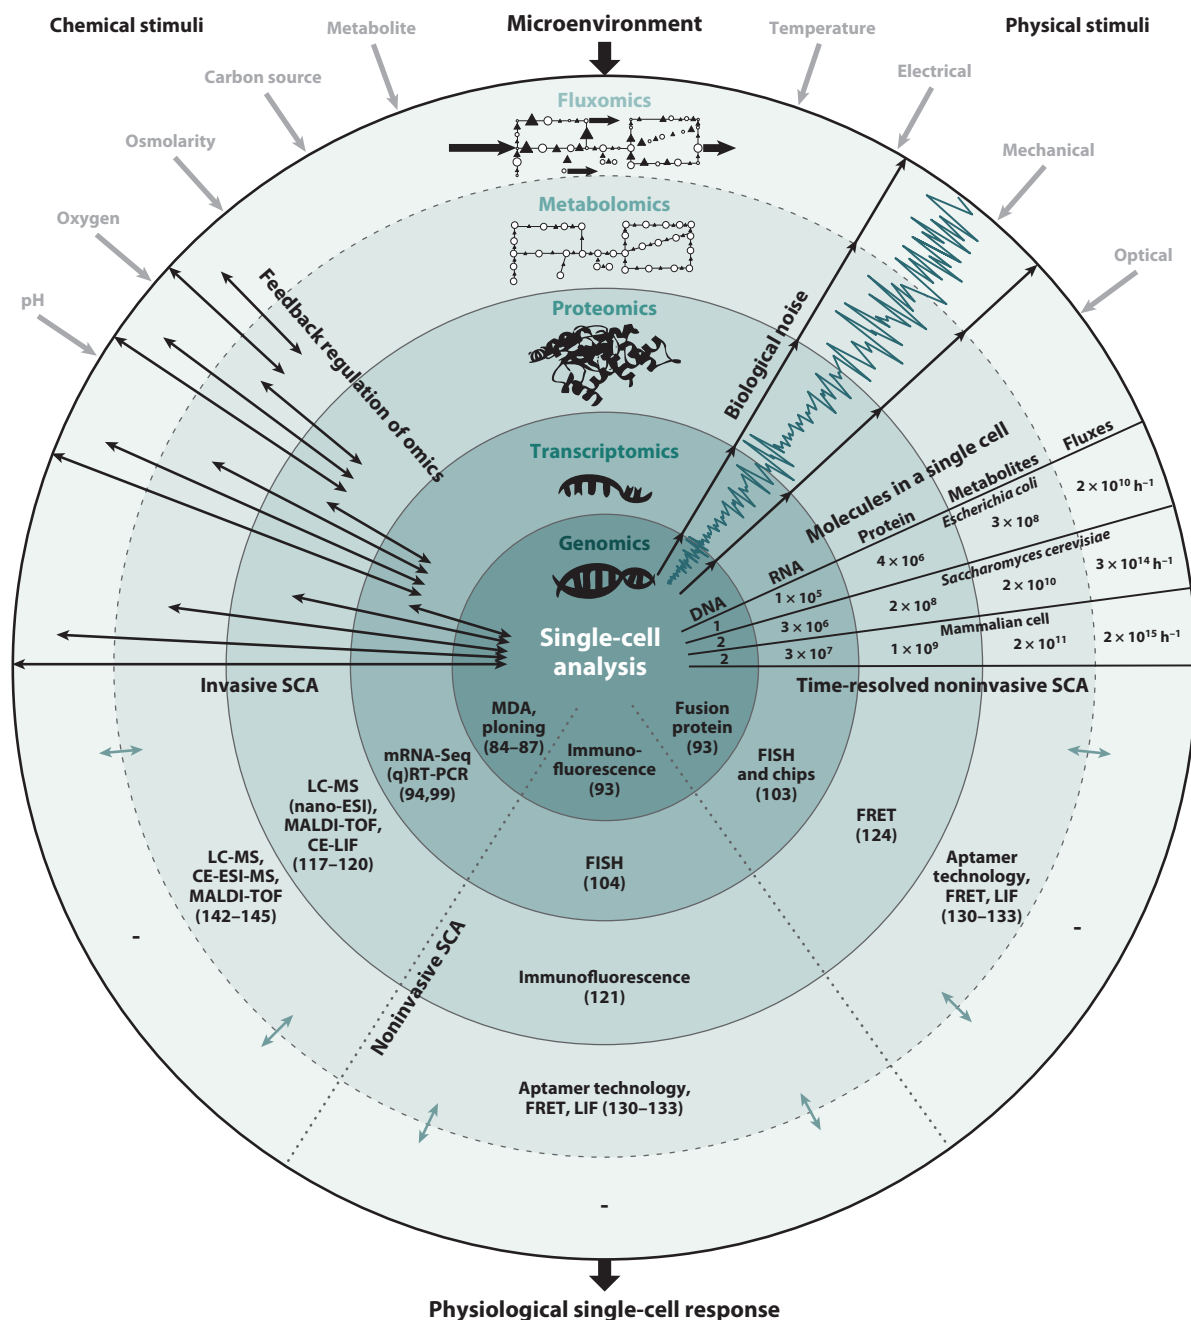 Chemical stimuli
Microenvironment
Physical stimuli
Metabolite
Carbon source
Osmolarity
Oxygen
pH
Temperature
Electrical
Mechanical
Optical
Fluxomics
Metabolomics
Proteomics
Transcriptomics
Genomics
Single-cell
analysis
Feedback regulation of omics
Biological noise
Molecules in a single cell
DNA
RNA
Protein
Metabolites
Fluxes
Escherichia coli
1
1 × 10⁵
4 × 10⁶
3 × 10⁸
2 × 10¹⁰ h⁻¹
Saccharomyces cerevisiae
2
3 × 10⁶
2 × 10⁸
2 × 10¹⁰
3 × 10¹⁴ h⁻¹
Mammalian cell
2
3 × 10⁷
1 × 10⁹
2 × 10¹¹
2 × 10¹⁵ h⁻¹
Invasive SCA
Time-resolved noninvasive SCA
MDA,
ploning
(84–87)
Immuno-
fluorescence
(93)
Fusion
protein
(93)
mRNA-Seq
(q)RT-PCR
(94,99)
FISH
and chips
(103)
LC-MS
(nano-ESI),
MALDI-TOF,
CE-LIF
(117–120)
FRET
(124)
LC-MS,
CE-ESI-MS,
MALDI-TOF
(142–145)
FISH
(104)
Aptamer
technology,
FRET, LIF
(130–133)
-
-
Noninvasive SCA
Immunofluorescence
(121)
Aptamer technology,
FRET, LIF (130–133)
-
Physiological single-cell response